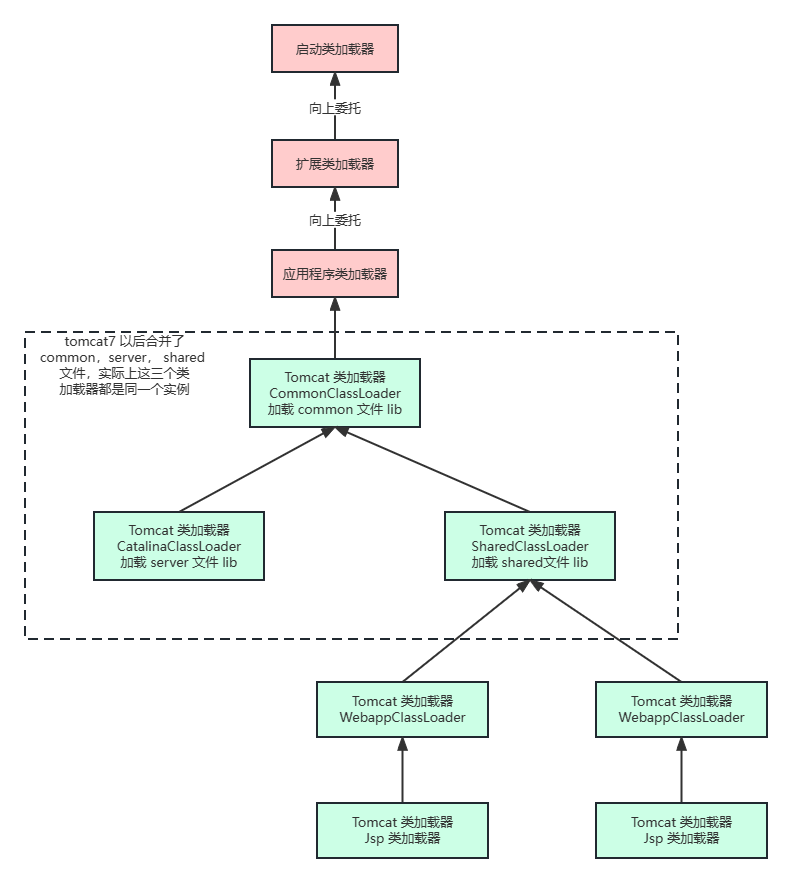 启动类加载器
向上委托
扩展类加载器
向上委托
应用程序类加载器
tomcat7 以后合并了
common，server， shared
文件，实际上这三个类
加载器都是同一个实例
Tomcat 类加载器
CommonClassLoader
加载 common 文件 lib
Tomcat 类加载器
CatalinaClassLoader
加载 server 文件 lib
Tomcat 类加载器
SharedClassLoader
加载 shared文件 lib
Tomcat 类加载器
WebappClassLoader
Tomcat 类加载器
WebappClassLoader
Tomcat 类加载器
Jsp 类加载器
Tomcat 类加载器
Jsp 类加载器